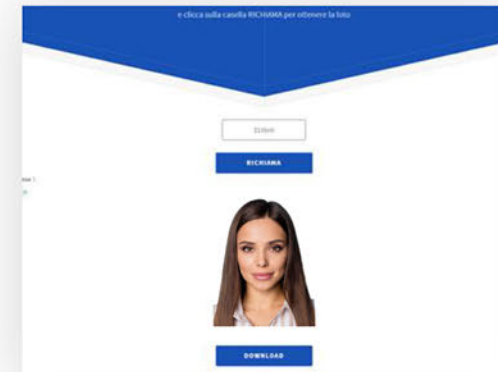 e clicca sulla casella RICHIAMA per ottenere la foto
RICHIAMA
DOWNLOAD